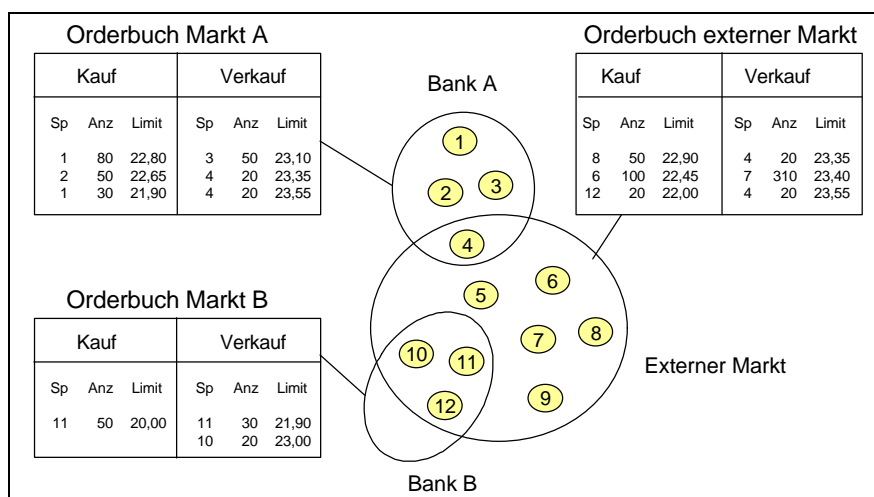 Orderbuch Markt A
Kauf Verkauf
Sp Anz Limit Sp Anz Limit
1 80 22,80 3 50 23,10
2 50 22,65 4 20 23,35
1 30 21,90 4 20 23,55
Bank A
Orderbuch externer Markt
Kauf Verkauf
Sp Anz Limit Sp Anz Limit
8 50 22,90 4 20 23,35
6 100 22,45 7 310 23,40
12 20 22,00 4 20 23,55
1
2 3
4
5 6
7 8
9
10 11
12
Externer Markt
Orderbuch Markt B
Kauf Verkauf
Sp Anz Limit Sp Anz Limit
11 50 20,00 11 30 21,90
10 20 23,00
Bank B